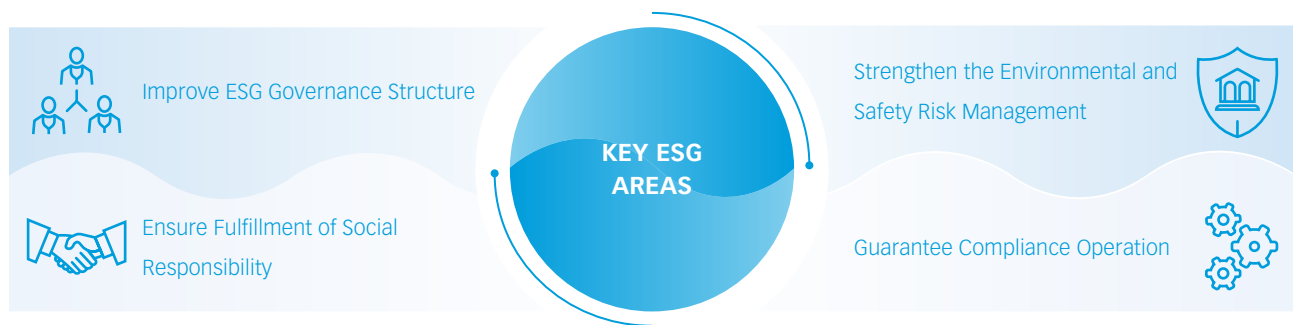 Improve ESG Governance Structure
Ensure Fulfillment of Social
Responsibility
KEY ESG
AREAS
Strengthen the Environmental and
Safety Risk Management
Guarantee Compliance Operation